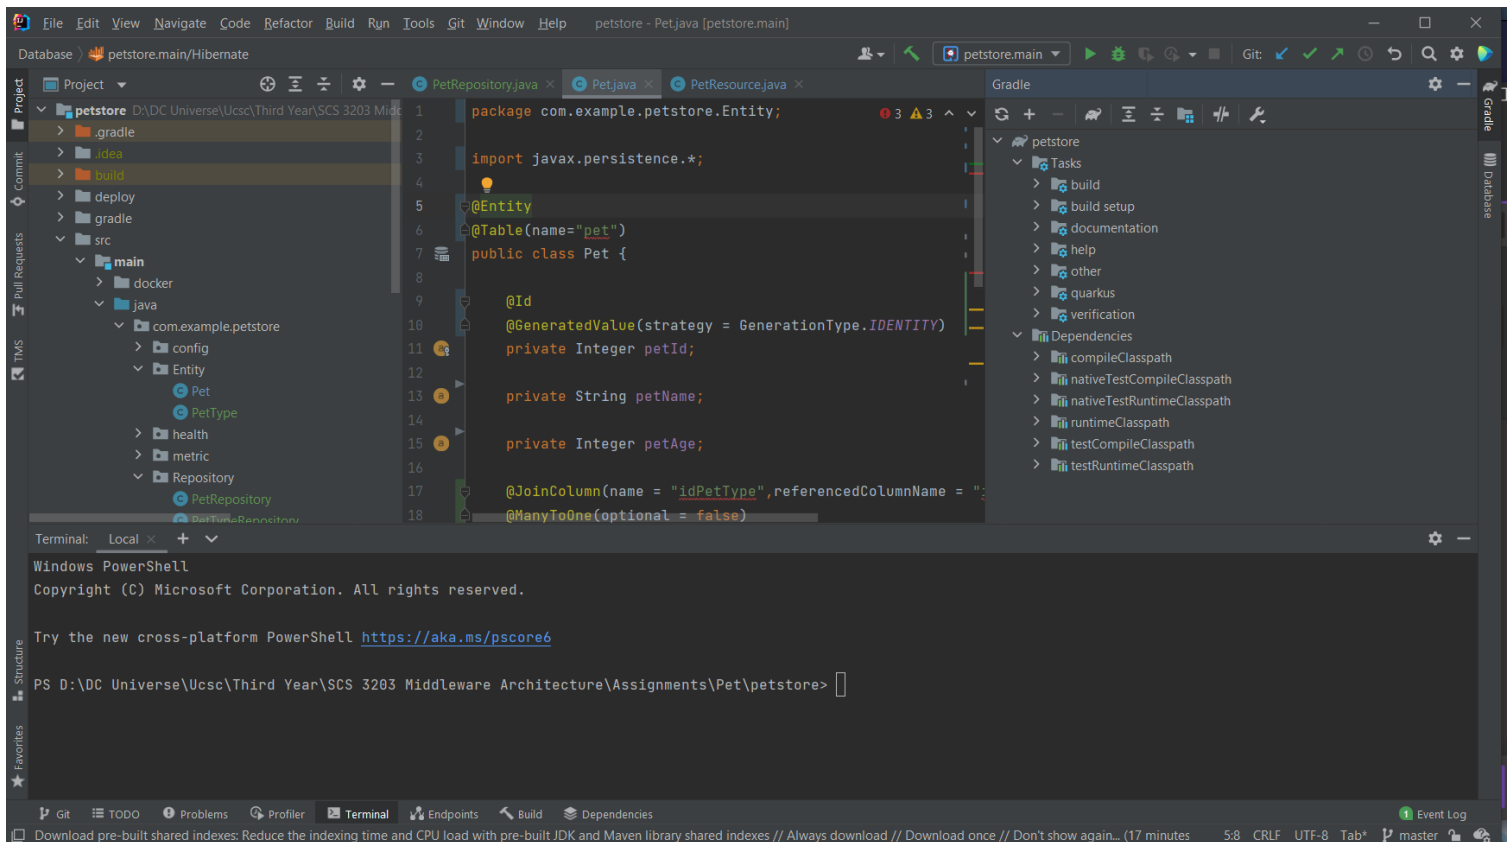 File Edit View Navigate Code Refactor Build Run Tools Git Window Help petstore - Pet.java [petstore.main]
Database petstore.main/Hibernate
petstore.main
Git:
Project
PetRepository.java
Pet.java
PetResource.java
Gradle
Project
Commit
Pull Requests
TMS
Structure
Favorites
petstore D:\DC Universe\Ucsc\Third Year\SCS 3203 Midd
.gradle
.idea
build
deploy
gradle
src
main
docker
java
com.example.petstore
config
Entity
Pet
PetType
health
metric
Repository
PetRepository
PetTypeRepository
3 3
1 package com.example.petstore.Entity;
2
3 import javax.persistence.*;
4
5 @Entity
6 @Table(name="pet")
7 public class Pet {
8
9 @Id
10 @GeneratedValue(strategy = GenerationType.IDENTITY)
11 private Integer petId;
12
13 private String petName;
14
15 private Integer petAge;
16
17 @JoinColumn(name = "idPetType",referencedColumnName = "
18 @ManyToOne(optional = false)
petstore
Tasks
build
build setup
documentation
help
other
quarkus
verification
Dependencies
compileClasspath
nativeTestCompileClasspath
nativeTestRuntimeClasspath
runtimeClasspath
testCompileClasspath
testRuntimeClasspath
Gradle
Database
Terminal: Local
Windows PowerShell
Copyright (C) Microsoft Corporation. All rights reserved.
Try the new cross-platform PowerShell https://aka.ms/pscore6
PS D:\DC Universe\Ucsc\Third Year\SCS 3203 Middleware Architecture\Assignments\Pet\petstore>
Git TODO Problems Profiler Terminal Endpoints Build Dependencies 1 Event Log
Download pre-built shared indexes: Reduce the indexing time and CPU load with pre-built JDK and Maven library shared indexes // Always download // Download once // Don't show again... (17 minutes 5:8 CRLF UTF-8 Tab* master